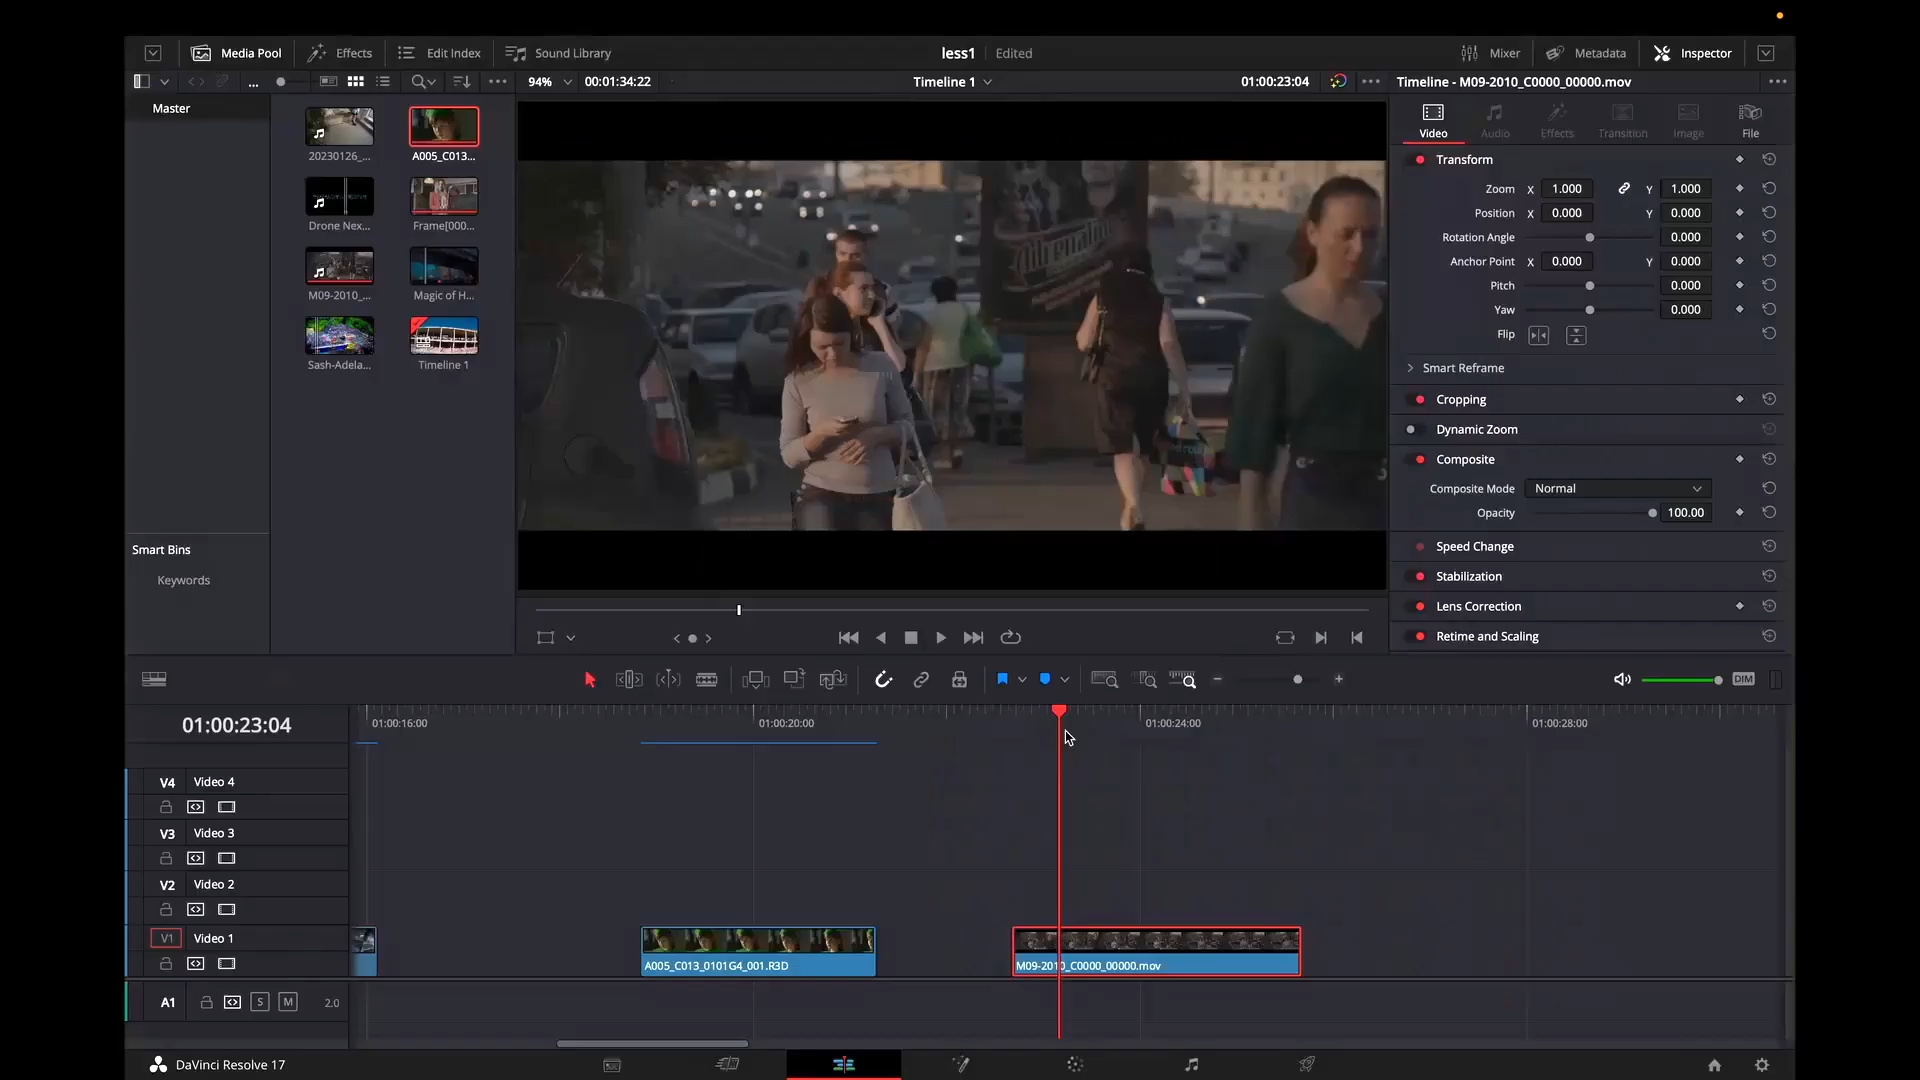 Media Pool
Effects
Edit Index
Sound Library
less1
Edited
Mixer
Metadata
Inspector
94%
00:01:34:22
Timeline 1
01:00:23:04
Timeline - M09-2010_C0000_00000.mov
Master
20230126_...
A005_C013...
Drone Nex...
Frame[000...
M09-2010_...
Magic of H...
Sash-Adela...
Timeline 1
Smart Bins
Keywords
Video
Audio
Effects
Transition
Image
File
Transform
Zoom X 1.000 Y 1.000
Position X 0.000 Y 0.000
Rotation Angle 0.000
Anchor Point X 0.000 Y 0.000
Pitch 0.000
Yaw 0.000
Flip
Smart Reframe
Cropping
Dynamic Zoom
Composite
Composite Mode Normal
Opacity 100.00
Speed Change
Stabilization
Lens Correction
Retime and Scaling
DIM
01:00:23:04
01:00:16:00
01:00:20:00
01:00:24:00
01:00:28:00
V4 Video 4
V3 Video 3
V2 Video 2
V1 Video 1
A005_C013_0101G4_001.R3D
M09-2010_C0000_00000.mov
A1 S M 2.0
DaVinci Resolve 17